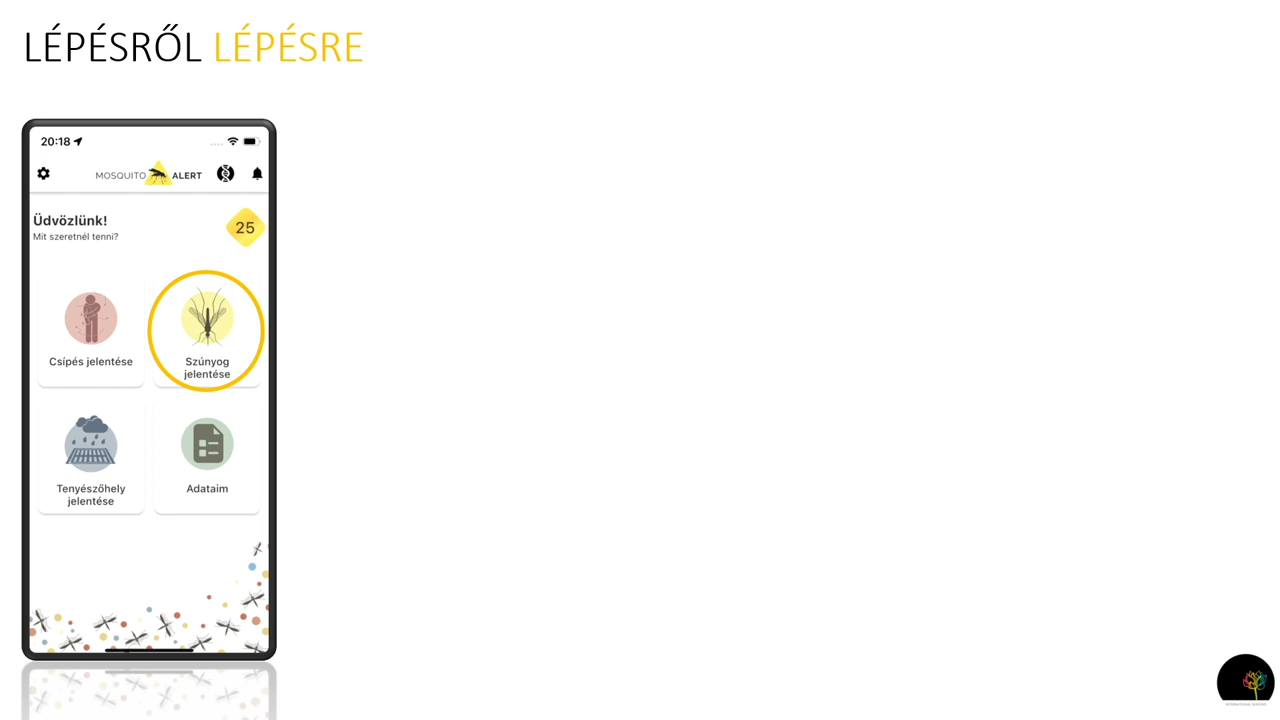 LÉPÉSRŐL LÉPÉSRE
20:18
MOSQUITO ALERT
Üdvözlünk!
25
Mit szeretnél tenni?
Csípés jelentése
Szúnyog
jelentése
Tenyészőhely
jelentése
Adataim